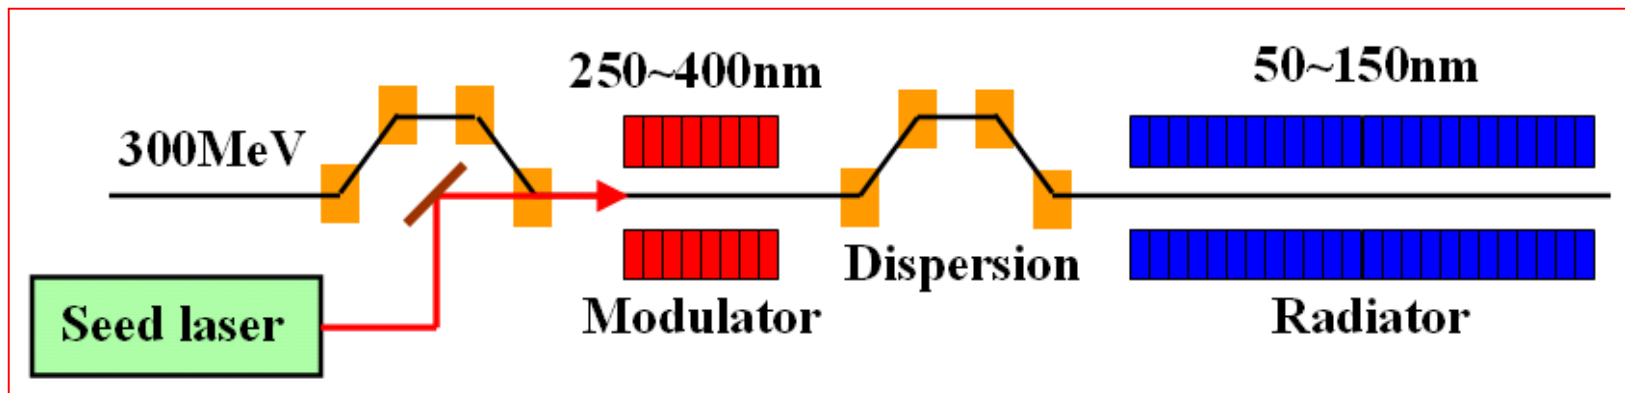 250~400nm
50~150nm
300MeV
Dispersion
Seed laser
Modulator
Radiator